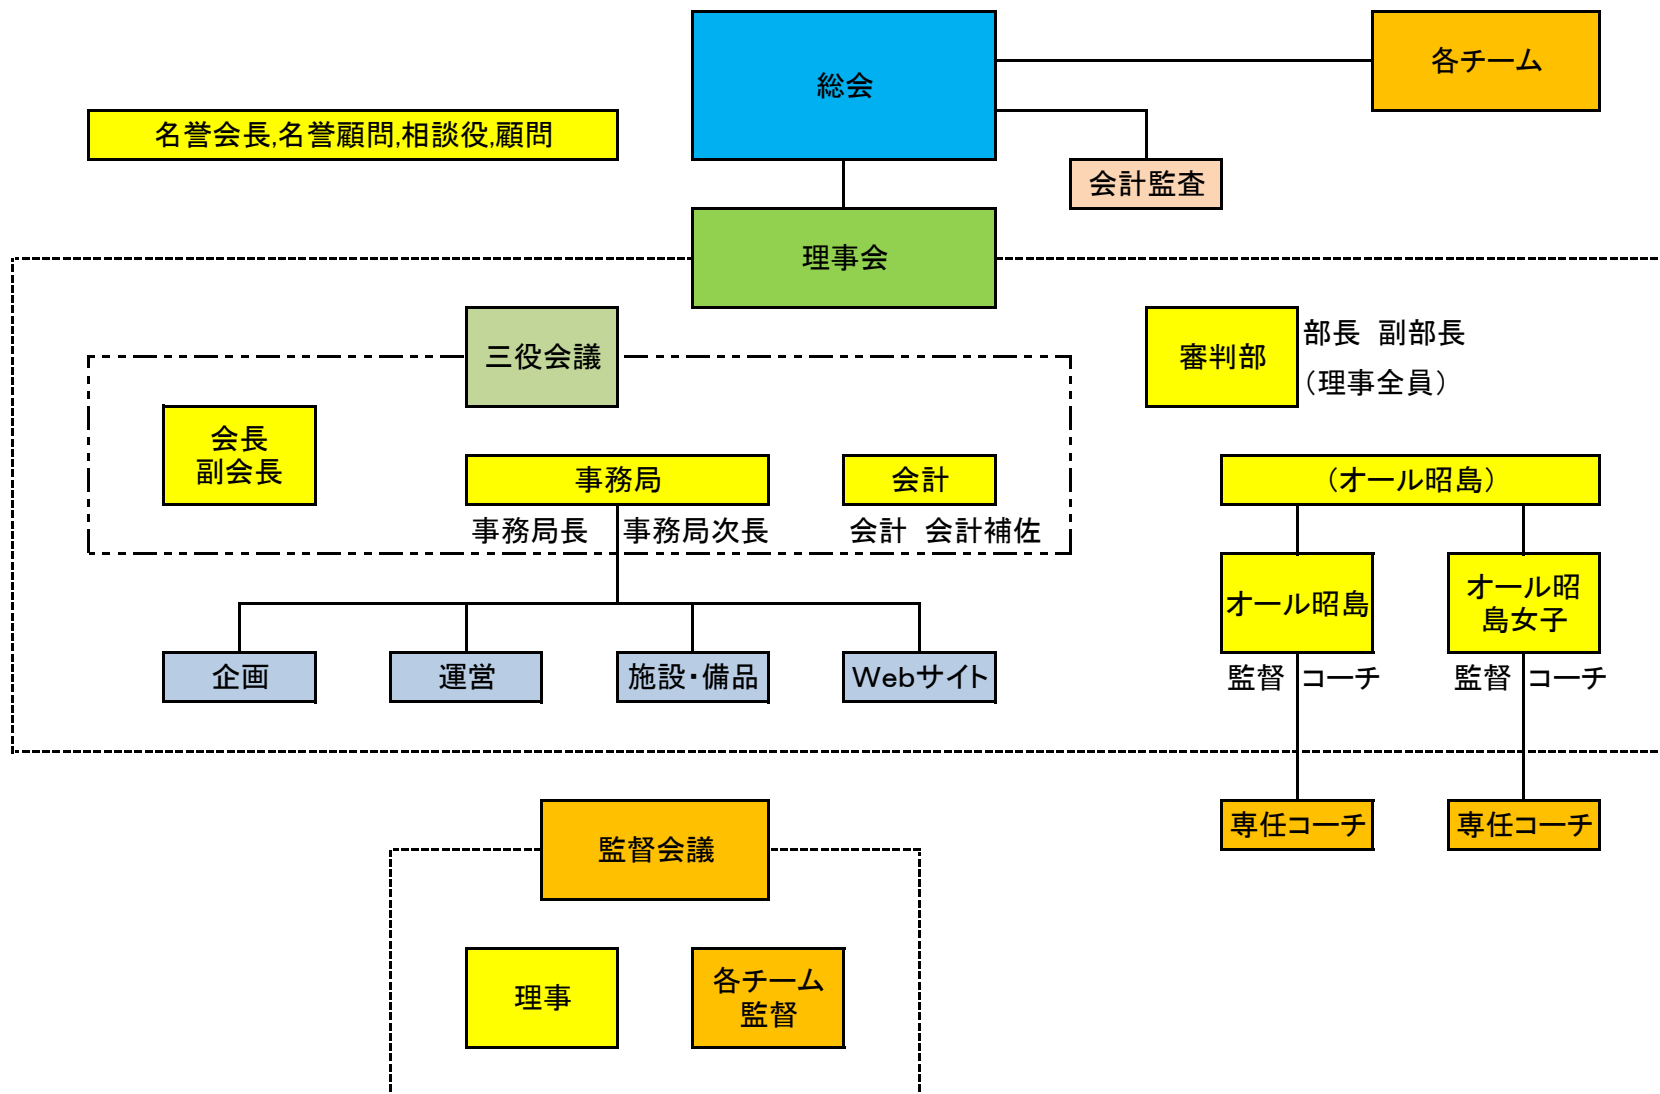 総会
各チーム
名誉会長,名誉顧問,相談役,顧問
会計監査
理事会
三役会議
審判部
部長 副部長
(理事全員)
会長
副会長
事務局
会計
(オール昭島)
事務局長 事務局次長
会計 会計補佐
オール昭島
オール昭
島女子
企画
運営
施設・備品
Webサイト
監督 コーチ
監督 コーチ
専任コーチ
専任コーチ
監督会議
理事
各チーム
監督